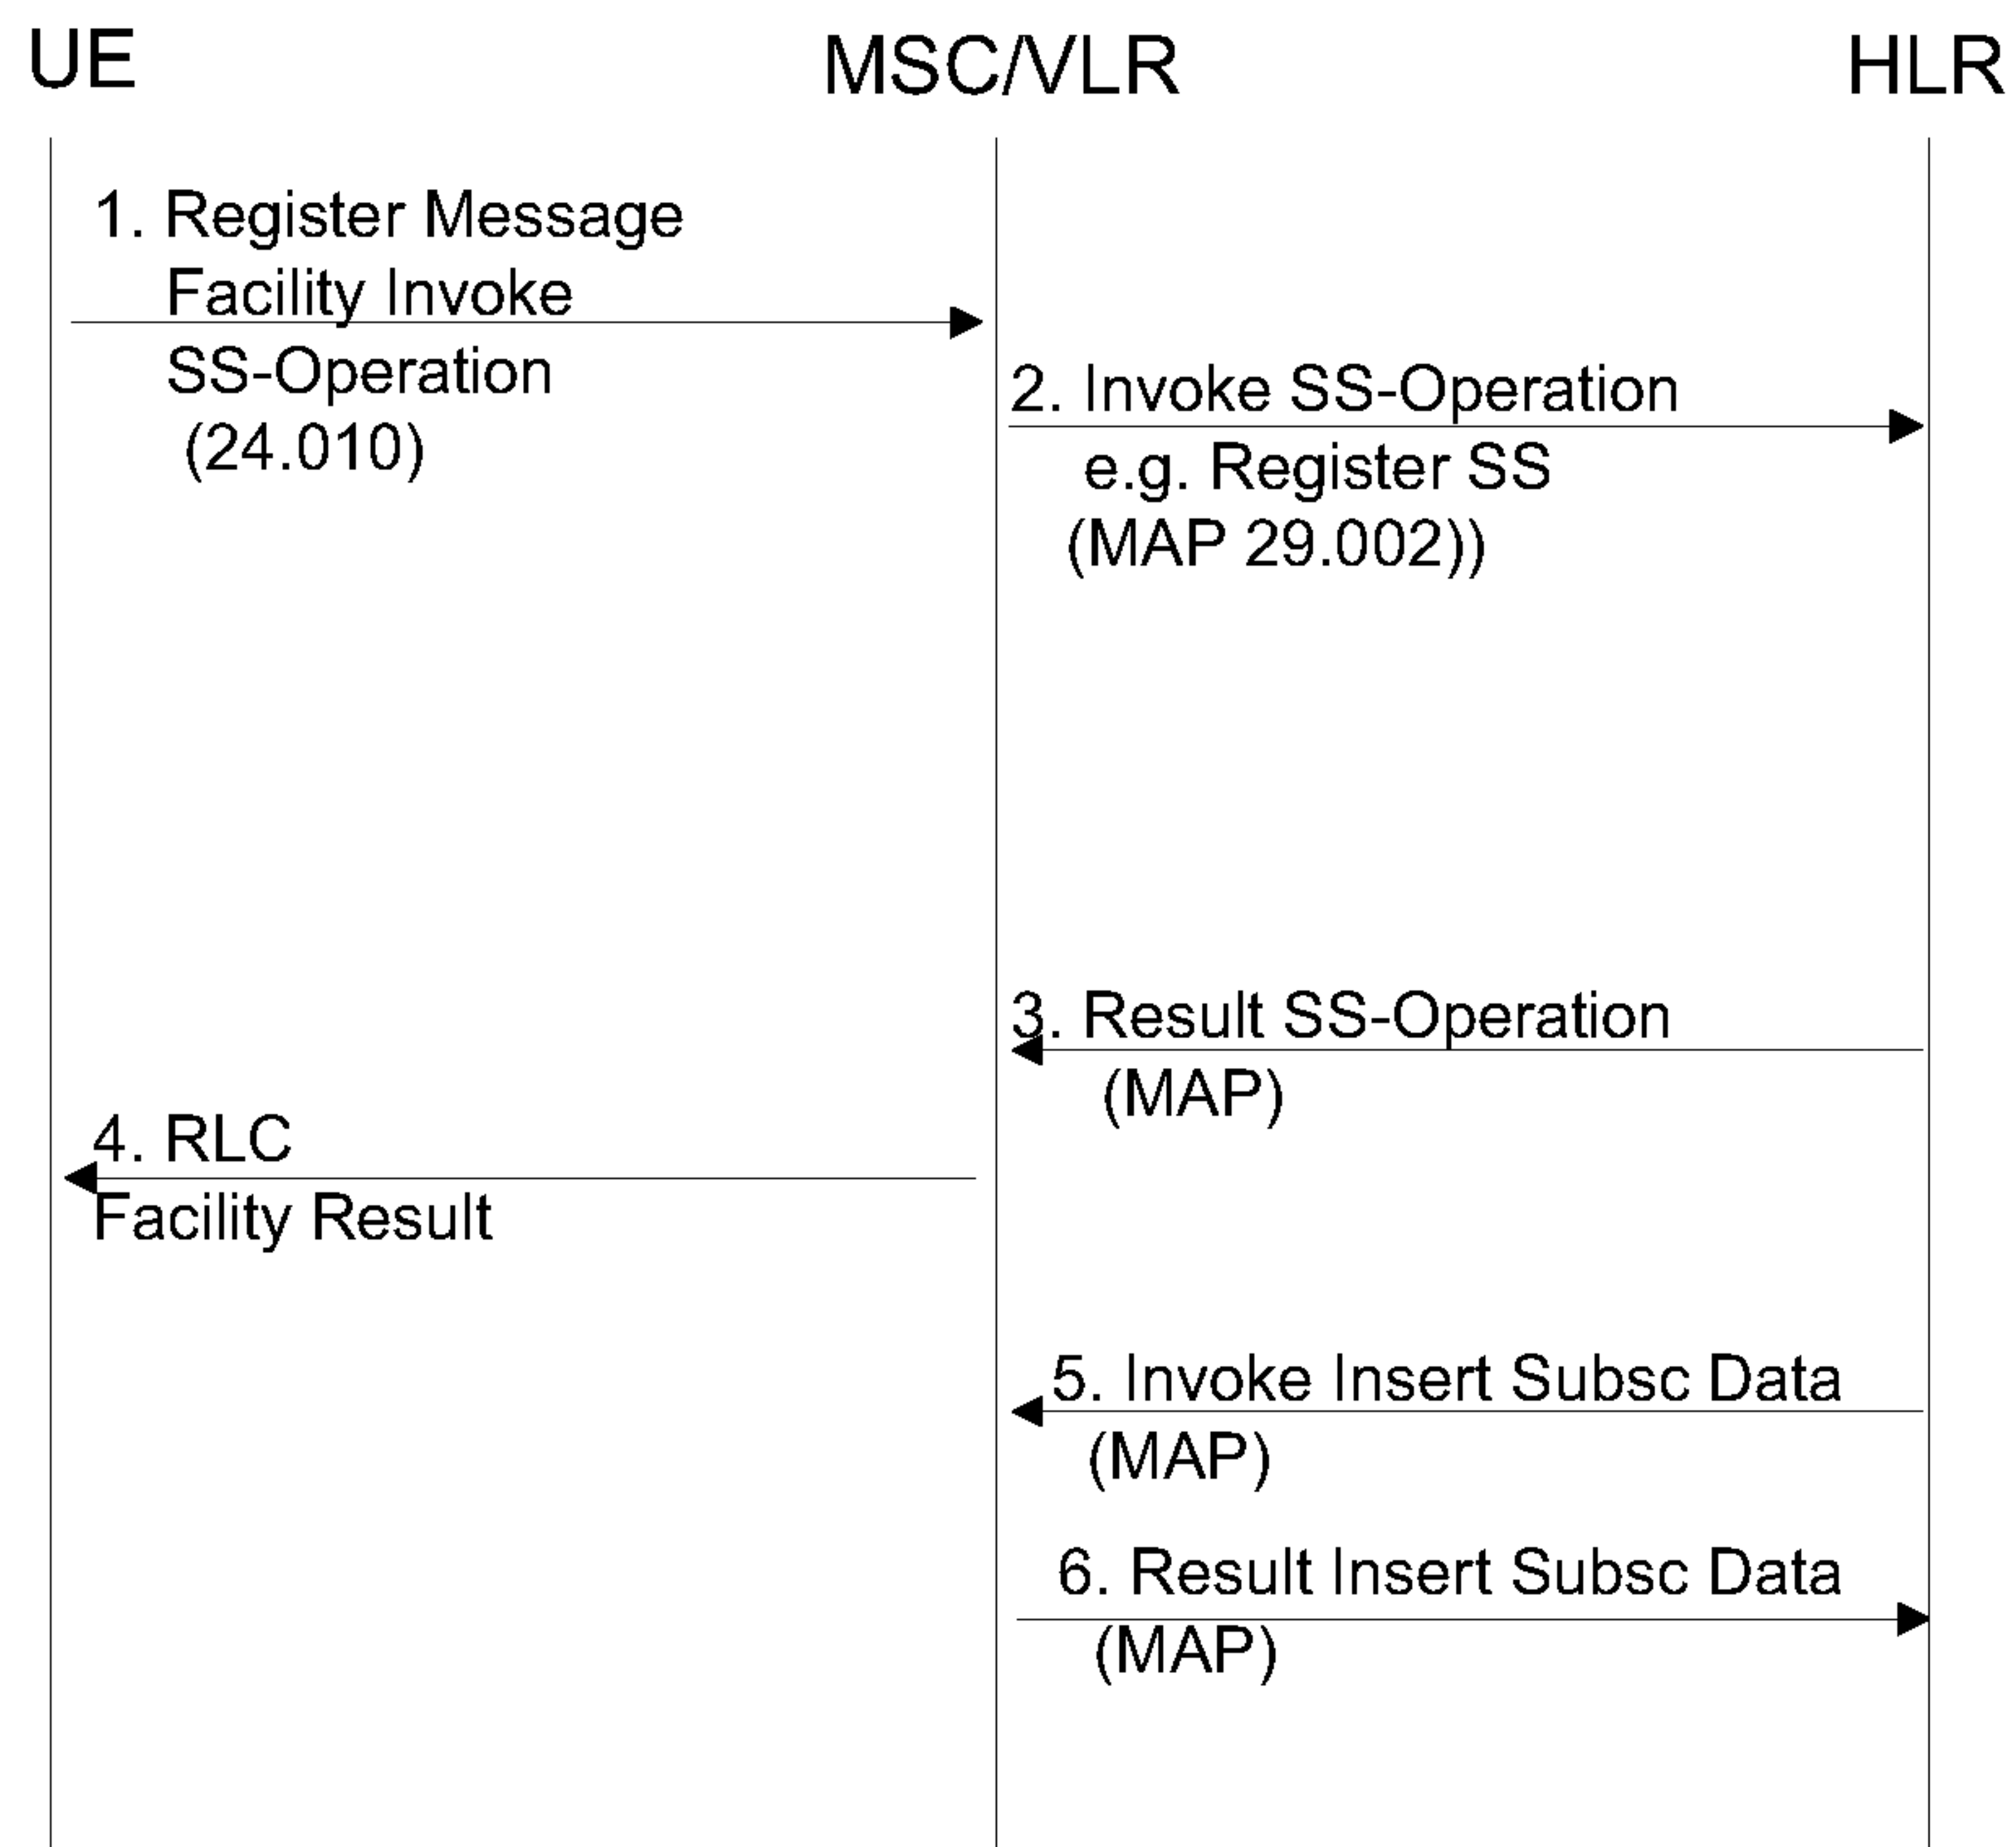 UE
MSC/VLR
HLR
1. Register Message
Facility Invoke
SS-Operation
(24.010)
2. Invoke SS-Operation
e.g. Register SS
(MAP 29.002))
3. Result SS-Operation
(MAP)
4. RLC
Facility Result
5. Invoke Insert Subsc Data
(MAP)
6. Result Insert Subsc Data
(MAP)